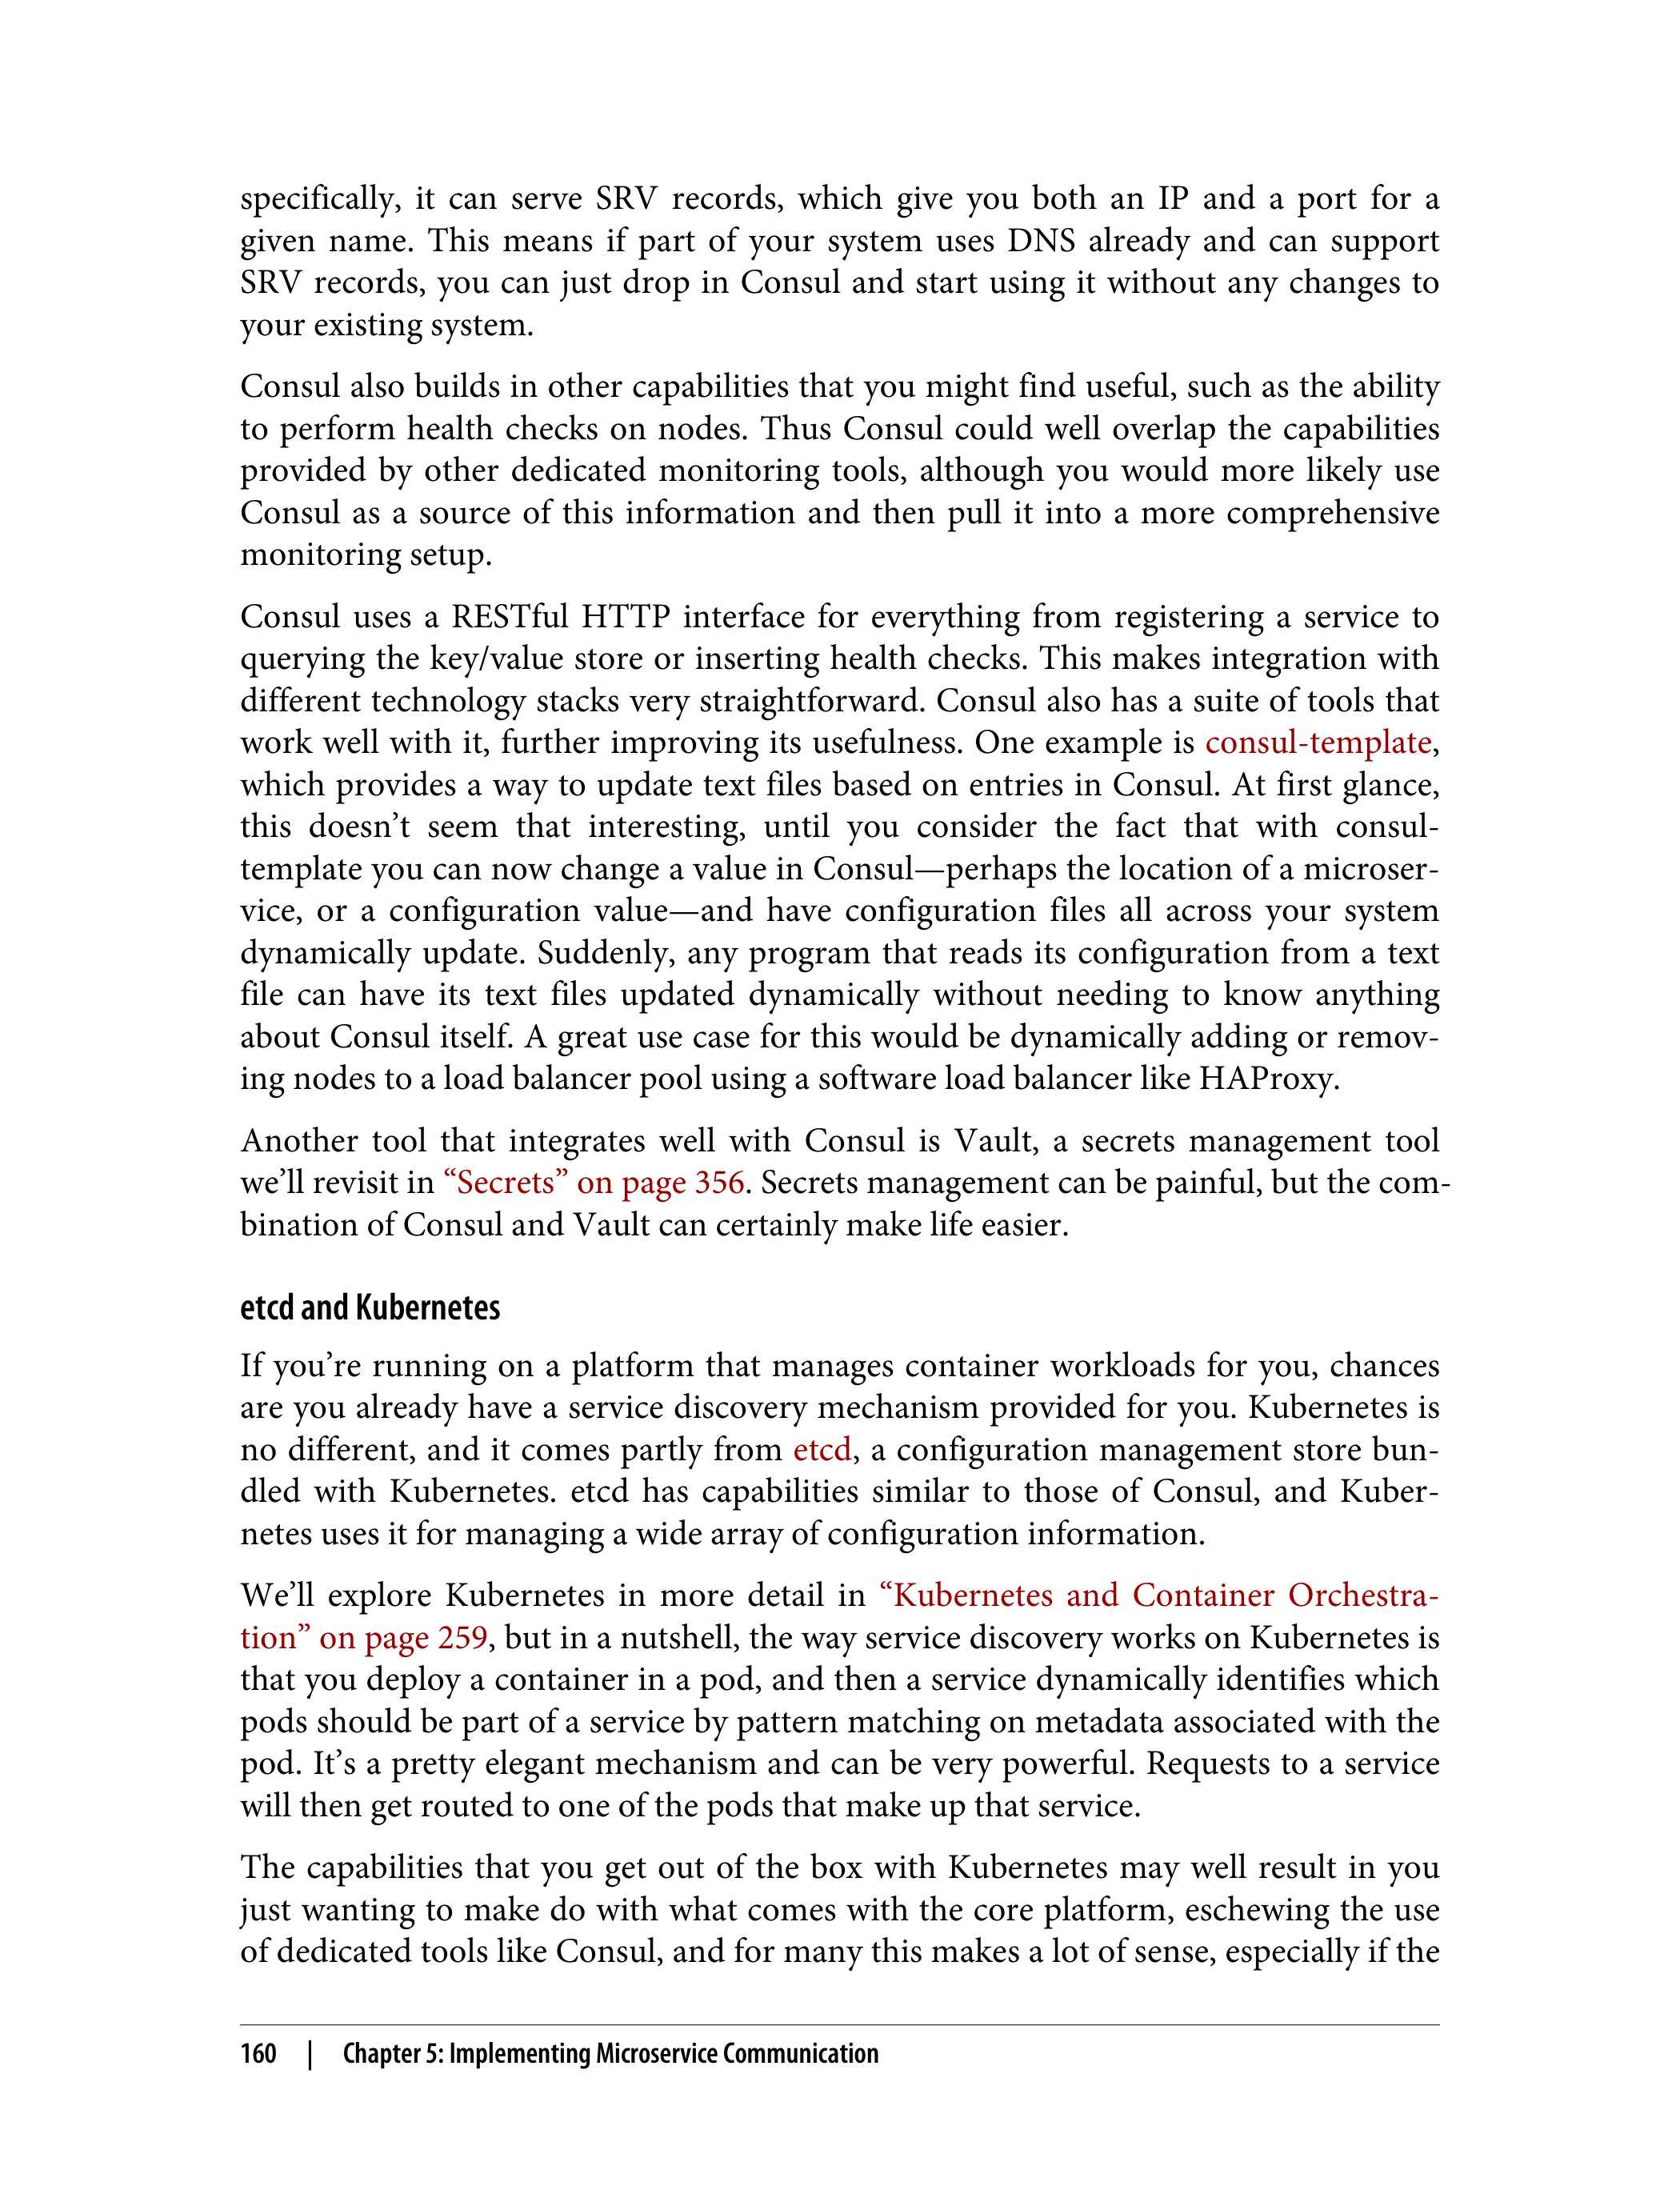 specifically, it can serve SRV records, which give you both an IP and a port for a
given name. This means if part of your system uses DNS already and can support
SRV records, you can just drop in Consul and start using it without any changes to
your existing system.
Consul also builds in other capabilities that you might find useful, such as the ability
to perform health checks on nodes. Thus Consul could well overlap the capabilities
provided by other dedicated monitoring tools, although you would more likely use
Consul as a source of this information and then pull it into a more comprehensive
monitoring setup.
Consul uses a RESTful HTTP interface for everything from registering a service to
querying the key/value store or inserting health checks. This makes integration with
different technology stacks very straightforward. Consul also has a suite of tools that
work well with it, further improving its usefulness. One example is consul-template,
which provides a way to update text files based on entries in Consul. At first glance,
this doesn’t seem that interesting, until you consider the fact that with consul-
template you can now change a value in Consul—perhaps the location of a microser-
vice, or a configuration value—and have configuration files all across your system
dynamically update. Suddenly, any program that reads its configuration from a text
file can have its text files updated dynamically without needing to know anything
about Consul itself. A great use case for this would be dynamically adding or remov-
ing nodes to a load balancer pool using a software load balancer like HAProxy.
Another tool that integrates well with Consul is Vault, a secrets management tool
we’ll revisit in “Secrets” on page 356. Secrets management can be painful, but the com-
bination of Consul and Vault can certainly make life easier.
etcd and Kubernetes
If you’re running on a platform that manages container workloads for you, chances
are you already have a service discovery mechanism provided for you. Kubernetes is
no different, and it comes partly from etcd, a configuration management store bun-
dled with Kubernetes. etcd has capabilities similar to those of Consul, and Kuber-
netes uses it for managing a wide array of configuration information.
We’ll explore Kubernetes in more detail in “Kubernetes and Container Orchestra-
tion” on page 259, but in a nutshell, the way service discovery works on Kubernetes is
that you deploy a container in a pod, and then a service dynamically identifies which
pods should be part of a service by pattern matching on metadata associated with the
pod. It’s a pretty elegant mechanism and can be very powerful. Requests to a service
will then get routed to one of the pods that make up that service.
The capabilities that you get out of the box with Kubernetes may well result in you
just wanting to make do with what comes with the core platform, eschewing the use
of dedicated tools like Consul, and for many this makes a lot of sense, especially if the
160 | Chapter 5: Implementing Microservice Communication